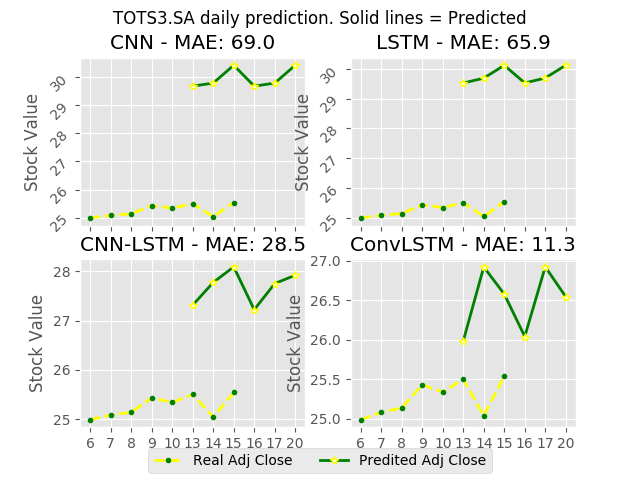 TOTS3.SA daily prediction. Solid lines = Predicted
CNN - MAE: 69.0
LSTM - MAE: 65.9
Stock Value
30
29
28
27
26
25
Stock Value
30
29
28
27
26
25
CNN-LSTM - MAE: 28.5
ConvLSTM - MAE: 11.3
Stock Value
28
27
26
25
6 7 8 9 10 13 14 15 16 17 20
Stock Value
27.0
26.5
26.0
25.5
25.0
6 7 8 9 10 13 14 15 16 17 20
Real Adj Close
Predited Adj Close